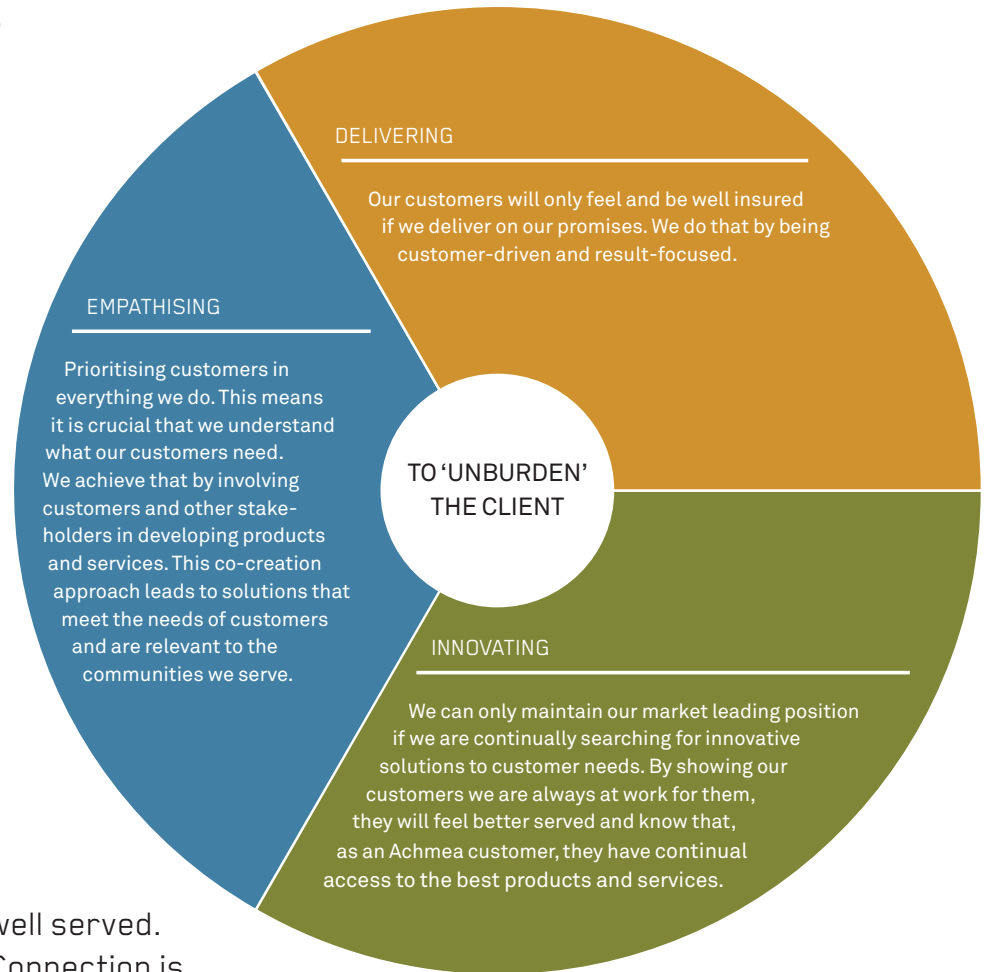 DELIVERING
Our customers will only feel and be well insured
if we deliver on our promises. We do that by being
customer-driven and result-focused.
EMPATHISING
Prioritising customers in
everything we do. This means
it is crucial that we understand
what our customers need.
We achieve that by involving
customers and other stake-
holders in developing products
and services. This co-creation
approach leads to solutions that
meet the needs of customers
and are relevant to the
communities we serve.
TO ‘UNBURDEN’
THE CLIENT
INNOVATING
We can only maintain our market leading position
if we are continually searching for innovative
solutions to customer needs. By showing our
customers we are always at work for them,
they will feel better served and know that,
as an Achmea customer, they have continual
access to the best products and services.
well served.
Connection is